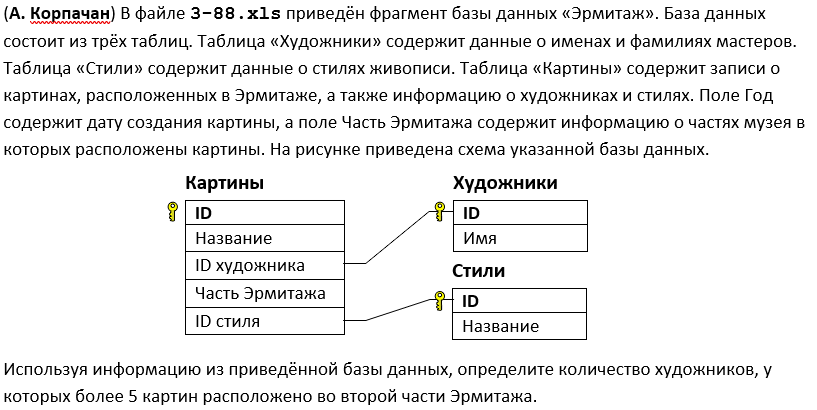 (А. Корпачан) В файле 3-88.xls приведён фрагмент базы данных «Эрмитаж». База данных
состоит из трёх таблиц. Таблица «Художники» содержит данные о именах и фамилиях мастеров.
Таблица «Стили» содержит данные о стилях живописи. Таблица «Картины» содержит записи о
картинах, расположенных в Эрмитаже, а также информацию о художниках и стилях. Поле Год
содержит дату создания картины, а поле Часть Эрмитажа содержит информацию о частях музея в
которых расположены картины. На рисунке приведена схема указанной базы данных.
Картины
ID
Название
ID художника
Часть Эрмитажа
ID стиля
Художники
ID
Имя
Стили
ID
Название
Используя информацию из приведённой базы данных, определите количество художников, у
которых более 5 картин расположено во второй части Эрмитажа.